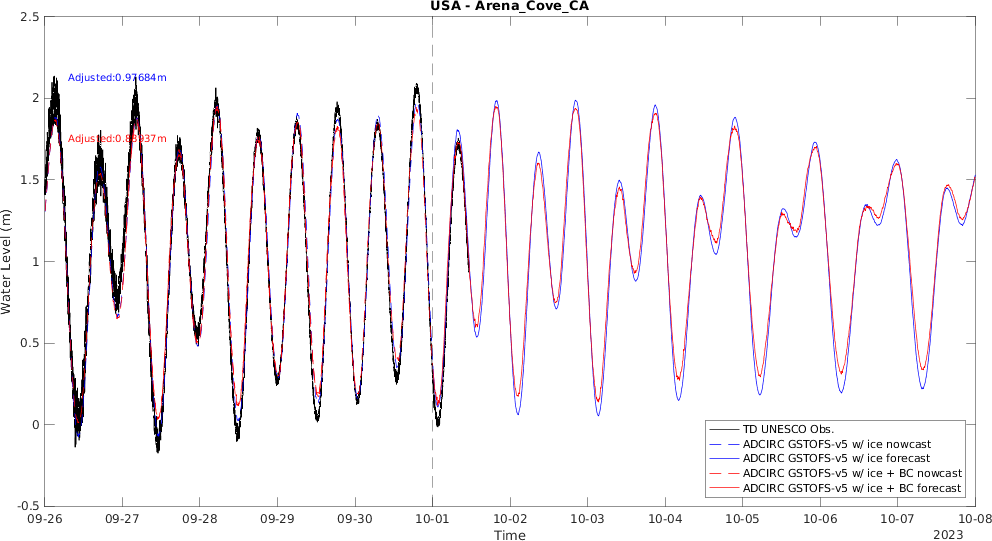 USA - Arena_Cove_CA
2.5
2
1.5
1
0.5
0
-0.5
Water Level (m)
Adjusted:0.97684m
Adjusted:0.88937m
TD UNESCO Obs.
ADCIRC GSTOFS-v5 w/ ice nowcast
ADCIRC GSTOFS-v5 w/ ice forecast
ADCIRC GSTOFS-v5 w/ ice + BC nowcast
ADCIRC GSTOFS-v5 w/ ice + BC forecast
09-26 09-27 09-28 09-29 09-30 10-01 10-02 10-03 10-04 10-05 10-06 10-07 10-08
Time
2023